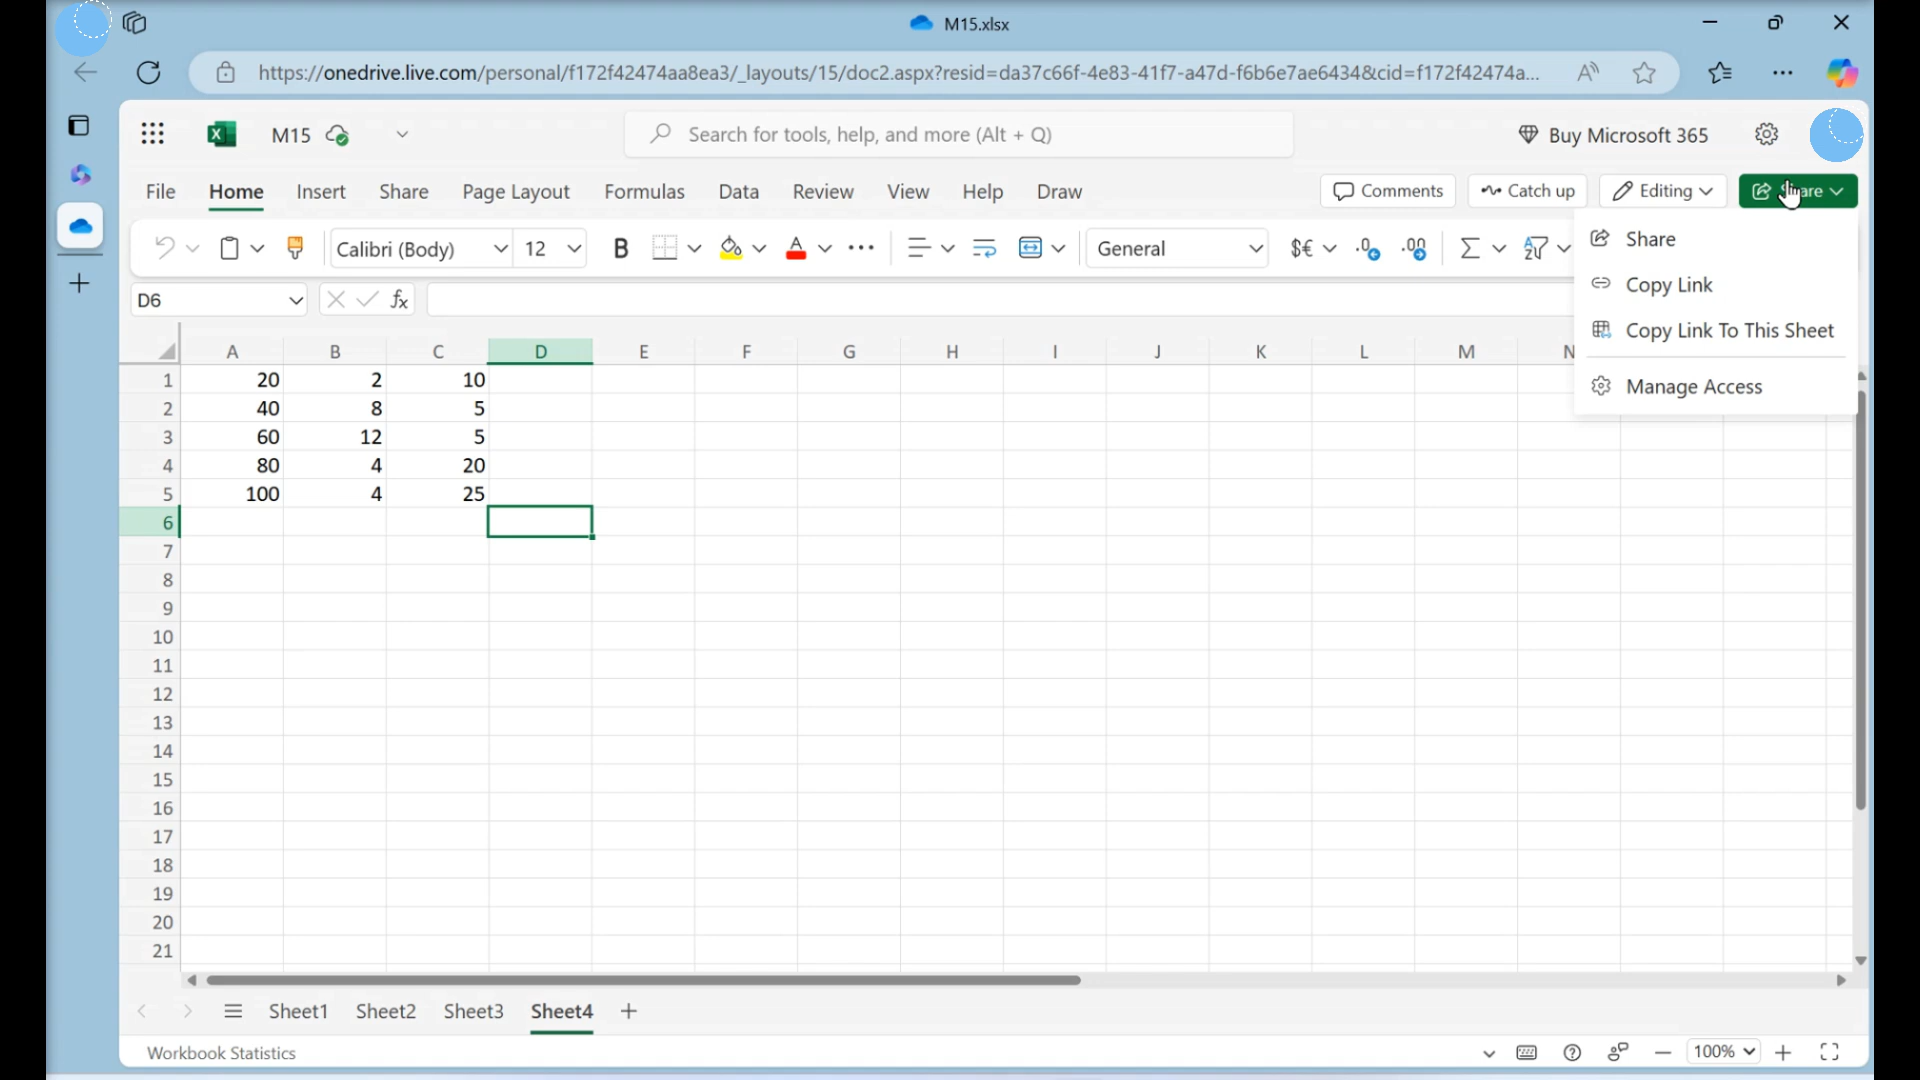 M15.xlsx
https://onedrive.live.com/personal/f172f42474aa8ea3/_layouts/15/doc2.aspx?resid=da37c66f-4e83-41f7-a47d-f6b6e7ae6434&cid=f172f42474a...
M15 Search for tools, help, and more (Alt + Q) Buy Microsoft 365
File Home Insert Share Page Layout Formulas Data Review View Help Draw Comments Catch up Editing
Calibri (Body) 12 B A General $€ Share
D6 fx Copy Link
Copy Link To This Sheet
A B C D E F G H I J K L M N
Manage Access
1 20 2 10
2 40 8 5
3 60 12 5
4 80 4 20
5 100 4 25
6
7
8
9
10
11
12
13
14
15
16
17
18
19
20
21
Sheet1 Sheet2 Sheet3 Sheet4
Workbook Statistics 100%